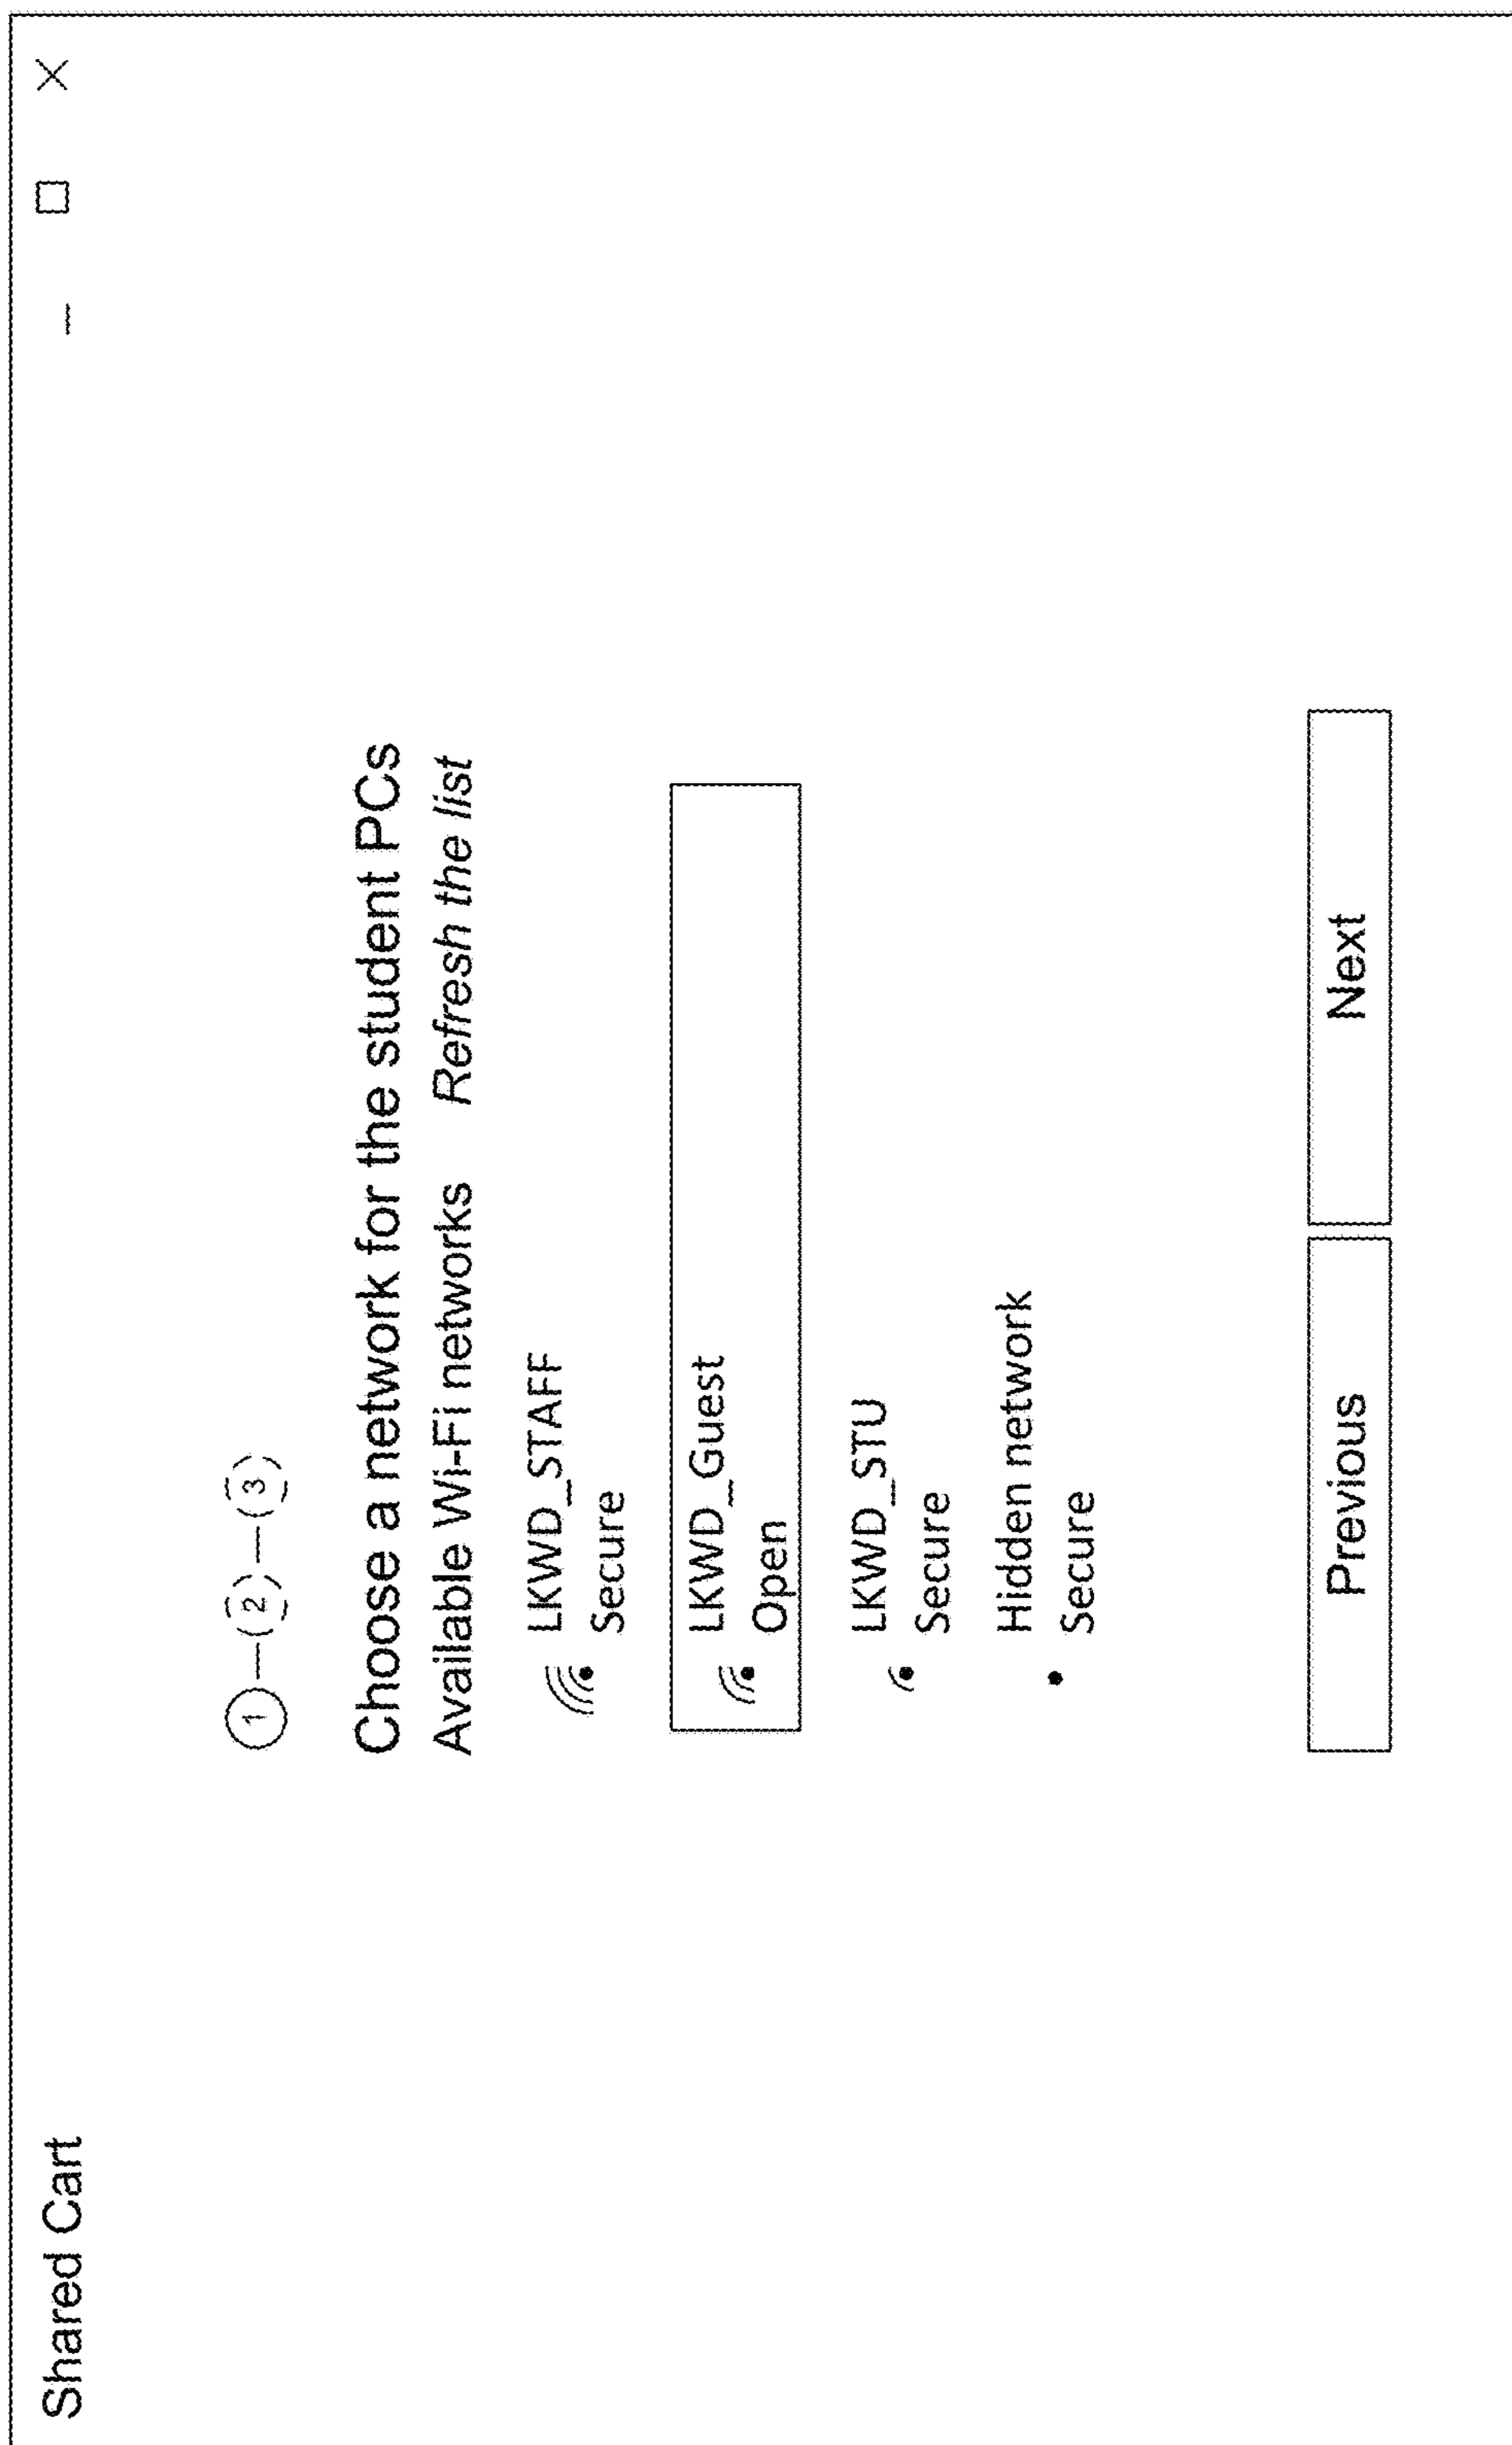 Shared Cart
1 2 3
Choose a network for the student PCs
Available Wi-Fi networks Refresh the list
LKWD_STAFF
Secure
LKWD_Guest
Open
LKWD_STU
Secure
Hidden network
Secure
Previous Next